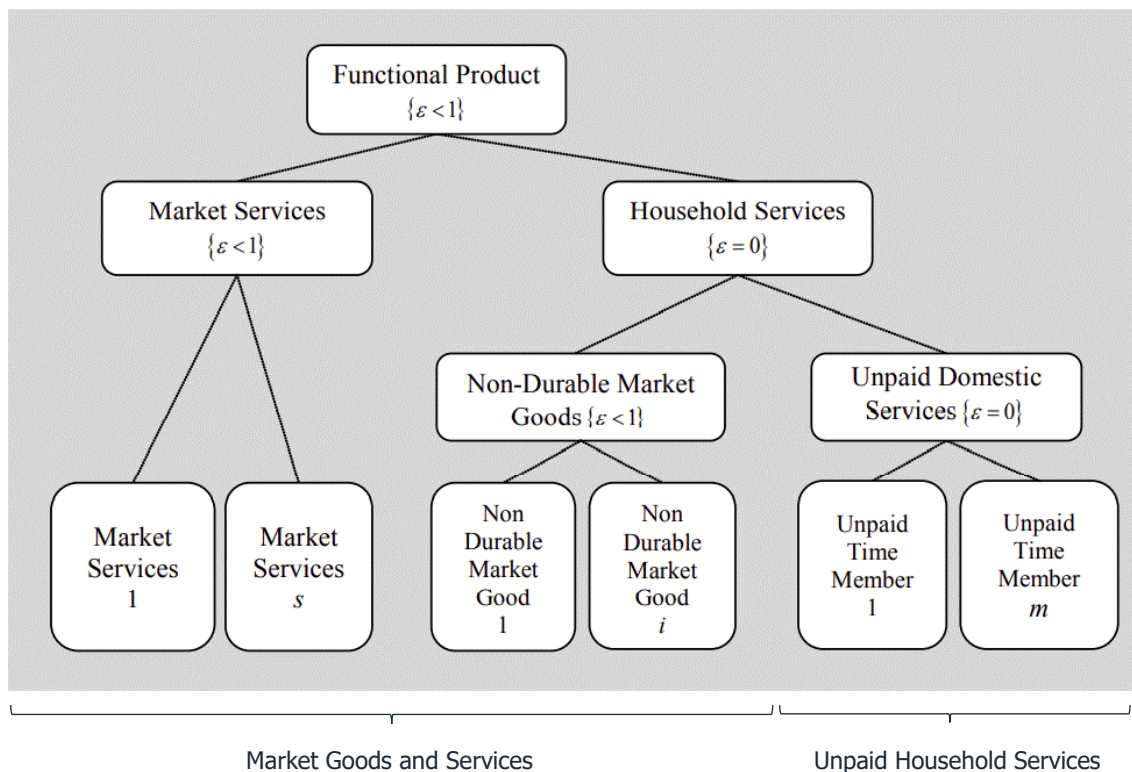 Functional Product
{ε < 1}
Market Services
{ε < 1}
Household Services
{ε = 0}
Non-Durable Market
Goods {ε < 1}
Unpaid Domestic
Services {ε = 0}
Market
Services
1
Market
Services
s
Non
Durable
Market
Good
1
Non
Durable
Market
Good
i
Unpaid
Time
Member
1
Unpaid
Time
Member
m
Market Goods and Services
Unpaid Household Services